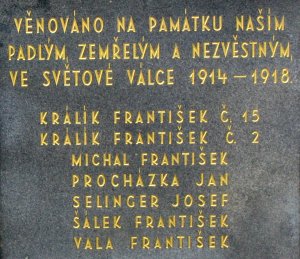 VĚNOVÁNO NA PAMÁTKU NAŠIM
PADLÝM, ZEMŘELÝM A NEZVĚSTNÝM,
VE SVĚTOVÉ VÁLCE 1914 – 1918.
KRÁLÍK FRANTIŠEK Č. 15
KRÁLÍK FRANTIŠEK Č. 2
MICHAL FRANTIŠEK
PROCHÁZKA JAN
SELINGER JOSEF
ŠÁLEK FRANTIŠEK
VALA FRANTIŠEK